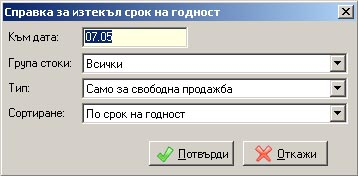 Справка за изтекъл срок на годност
Към дата: 07.05
Група стоки: Всички
Тип: Само за свободна продажба
Сортиране: По срок на годност
Потвърди Откажи